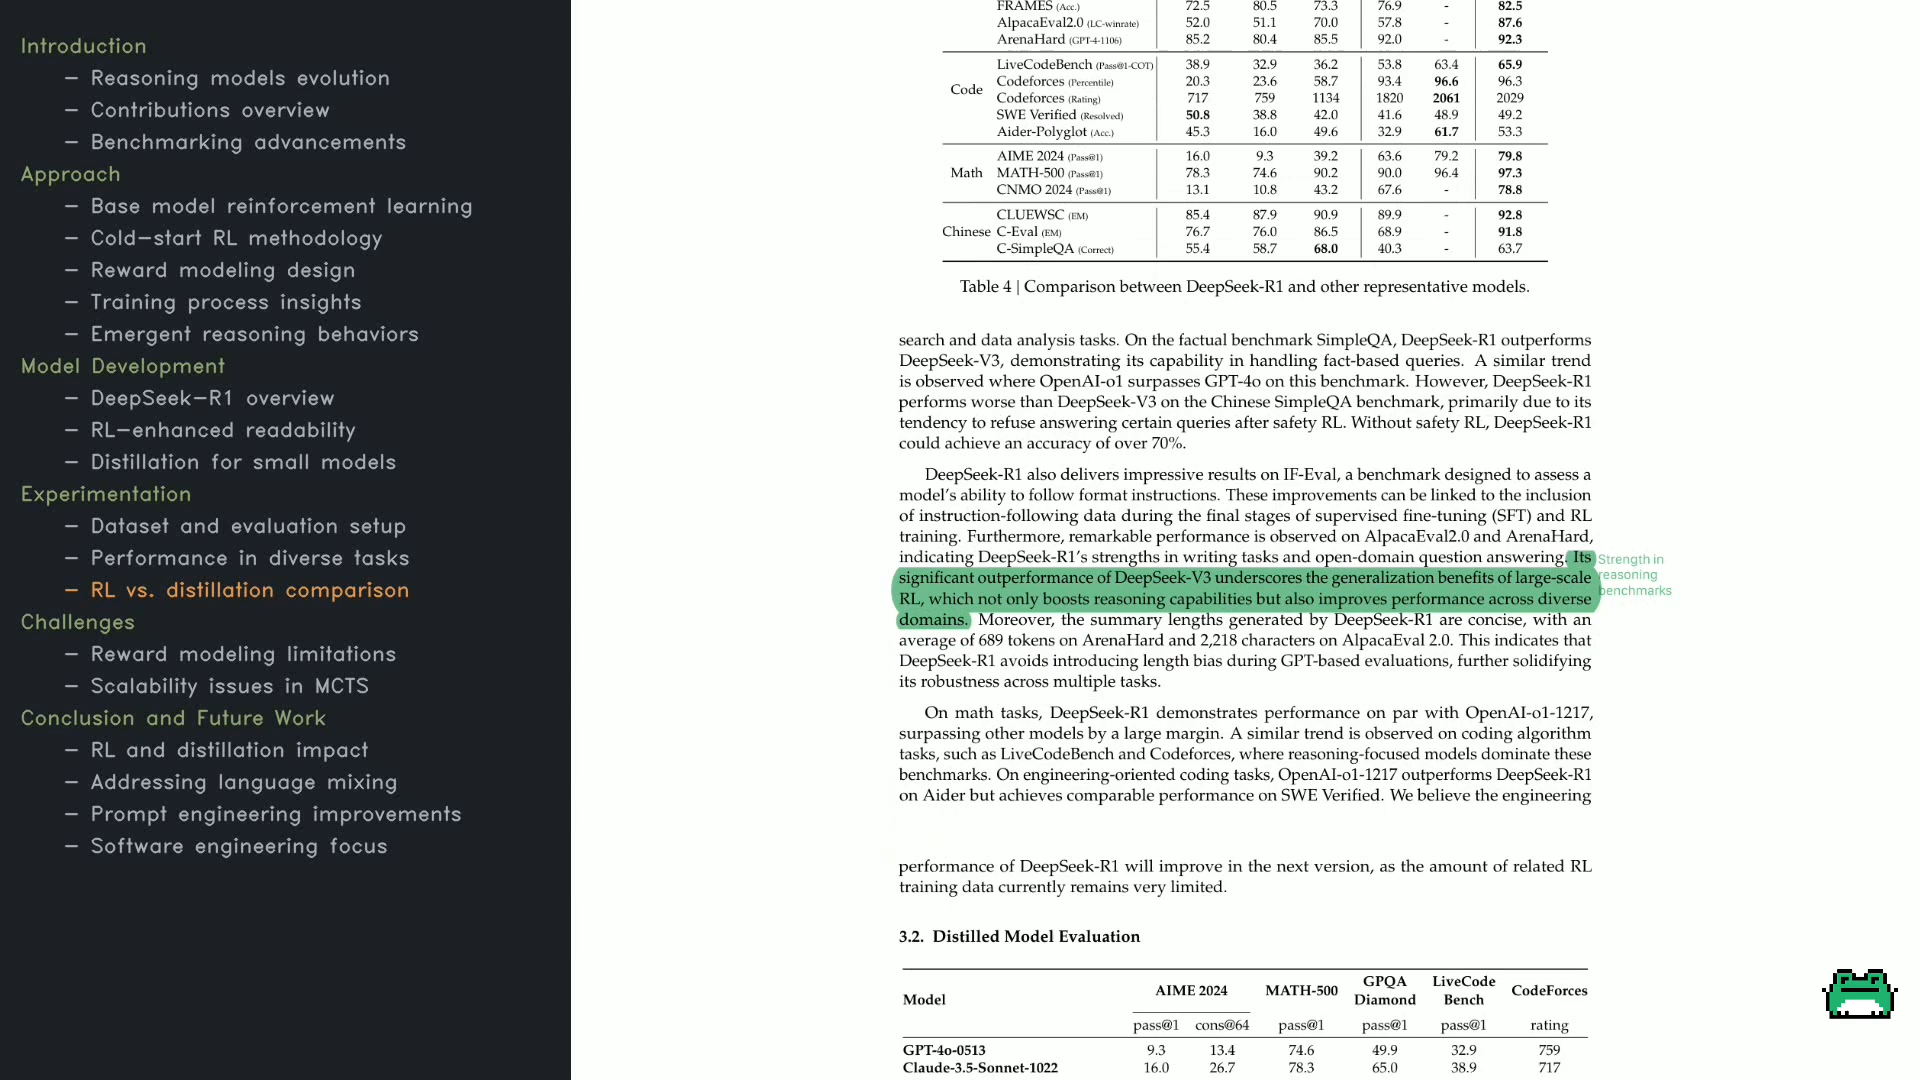 Introduction
– Reasoning models evolution
– Contributions overview
– Benchmarking advancements
Approach
– Base model reinforcement learning
– Cold–start RL methodology
– Reward modeling design
– Training process insights
– Emergent reasoning behaviors
Model Development
– DeepSeek–R1 overview
– RL–enhanced readability
– Distillation for small models
Experimentation
– Dataset and evaluation setup
– Performance in diverse tasks
– RL vs. distillation comparison
Challenges
– Reward modeling limitations
– Scalability issues in MCTS
Conclusion and Future Work
– RL and distillation impact
– Addressing language mixing
– Prompt engineering improvements
– Software engineering focus
FRAMES (Acc.) 72.5 80.5 73.3 76.9 - 82.5
AlpacaEval2.0 (LC-winrate) 52.0 51.1 70.0 57.8 - 87.6
ArenaHard (GPT-4-1106) 85.2 80.4 85.5 92.0 - 92.3
Code
LiveCodeBench (Pass@1-COT) 38.9 32.9 36.2 53.8 63.4 65.9
Codeforces (Percentile) 20.3 23.6 58.7 93.4 96.6 96.3
Codeforces (Rating) 717 759 1134 1820 2061 2029
SWE Verified (Resolved) 50.8 38.8 42.0 41.6 48.9 49.2
Aider-Polyglot (Acc.) 45.3 16.0 49.6 32.9 61.7 53.3
Math
AIME 2024 (Pass@1) 16.0 9.3 39.2 63.6 79.2 79.8
MATH-500 (Pass@1) 78.3 74.6 90.2 90.0 96.4 97.3
CNMO 2024 (Pass@1) 13.1 10.8 43.2 67.6 - 78.8
Chinese
CLUEWSC (EM) 85.4 87.9 90.9 89.9 - 92.8
C-Eval (EM) 76.7 76.0 86.5 68.9 - 91.8
C-SimpleQA (Correct) 55.4 58.7 68.0 40.3 - 63.7
Table 4 | Comparison between DeepSeek-R1 and other representative models.
search and data analysis tasks. On the factual benchmark SimpleQA, DeepSeek-R1 outperforms
DeepSeek-V3, demonstrating its capability in handling fact-based queries. A similar trend
is observed where OpenAI-o1 surpasses GPT-4o on this benchmark. However, DeepSeek-R1
performs worse than DeepSeek-V3 on the Chinese SimpleQA benchmark, primarily due to its
tendency to refuse answering certain queries after safety RL. Without safety RL, DeepSeek-R1
could achieve an accuracy of over 70%.
DeepSeek-R1 also delivers impressive results on IF-Eval, a benchmark designed to assess a
model's ability to follow format instructions. These improvements can be linked to the inclusion
of instruction-following data during the final stages of supervised fine-tuning (SFT) and RL
training. Furthermore, remarkable performance is observed on AlpacaEval2.0 and ArenaHard,
indicating DeepSeek-R1's strengths in writing tasks and open-domain question answering. Its
significant outperformance of DeepSeek-V3 underscores the generalization benefits of large-scale
RL, which not only boosts reasoning capabilities but also improves performance across diverse
domains. Moreover, the summary lengths generated by DeepSeek-R1 are concise, with an
average of 689 tokens on ArenaHard and 2,218 characters on AlpacaEval 2.0. This indicates that
DeepSeek-R1 avoids introducing length bias during GPT-based evaluations, further solidifying
its robustness across multiple tasks.
Strength in
reasoning
benchmarks
On math tasks, DeepSeek-R1 demonstrates performance on par with OpenAI-o1-1217,
surpassing other models by a large margin. A similar trend is observed on coding algorithm
tasks, such as LiveCodeBench and Codeforces, where reasoning-focused models dominate these
benchmarks. On engineering-oriented coding tasks, OpenAI-o1-1217 outperforms DeepSeek-R1
on Aider but achieves comparable performance on SWE Verified. We believe the engineering
performance of DeepSeek-R1 will improve in the next version, as the amount of related RL
training data currently remains very limited.
3.2. Distilled Model Evaluation
Model AIME 2024 MATH-500 GPQA Diamond LiveCode Bench CodeForces
pass@1 cons@64 pass@1 pass@1 pass@1 rating
GPT-4o-0513 9.3 13.4 74.6 49.9 32.9 759
Claude-3.5-Sonnet-1022 16.0 26.7 78.3 65.0 38.9 717